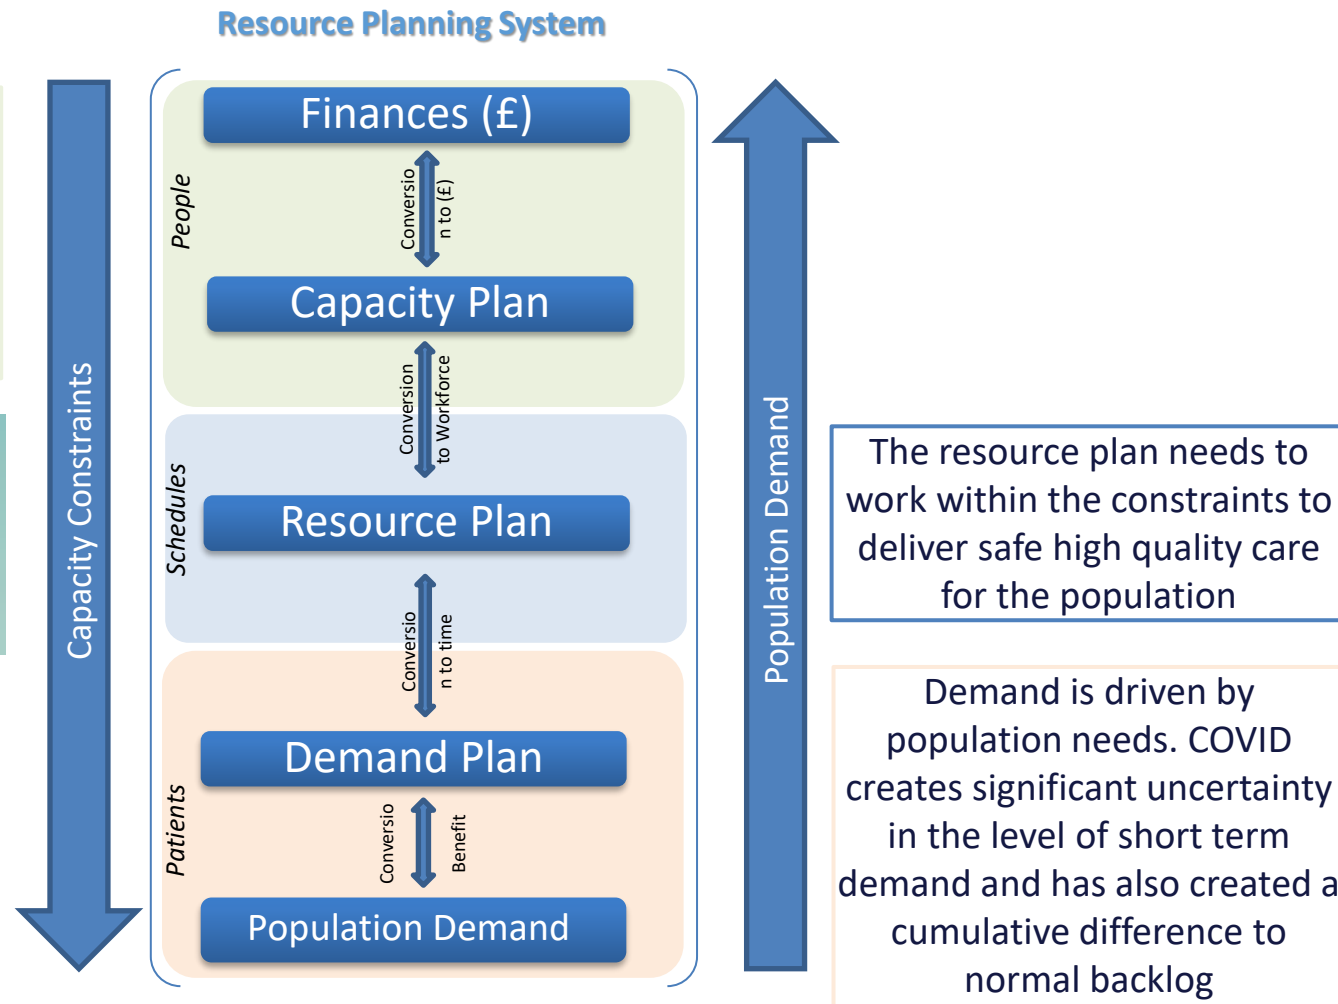 Resource Planning System
Capacity Constraints
People
Finances (£)
Conversio
n to (£)
Capacity Plan
Conversion
to Workforce
Schedules
Resource Plan
Conversio
n to time
Patients
Demand Plan
Conversio
Benefit
Population Demand
Population Demand
The resource plan needs to
work within the constraints to
deliver safe high quality care
for the population
Demand is driven by
population needs. COVID
creates significant uncertainty
in the level of short term
demand and has also created a
cumulative difference to
normal backlog